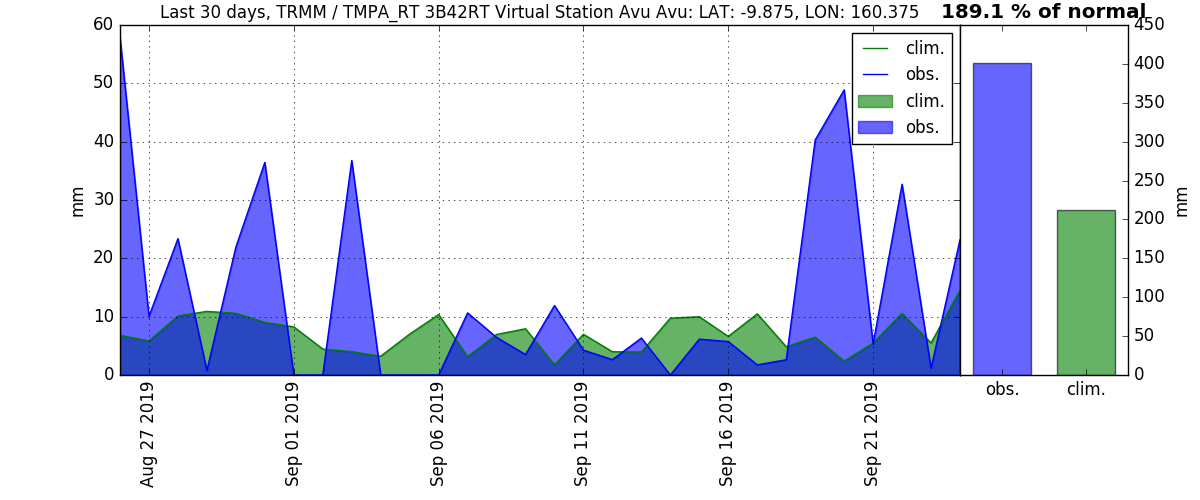 Last 30 days, TRMM / TMPA_RT 3B42RT Virtual Station Avu Avu: LAT: -9.875, LON: 160.375
189.1 % of normal
60
50
40
30
20
10
0
mm
clim.
obs.
clim.
obs.
Aug 27 2019
Sep 01 2019
Sep 06 2019
Sep 11 2019
Sep 16 2019
Sep 21 2019
450
400
350
300
250
200
150
100
50
0
mm
obs.
clim.